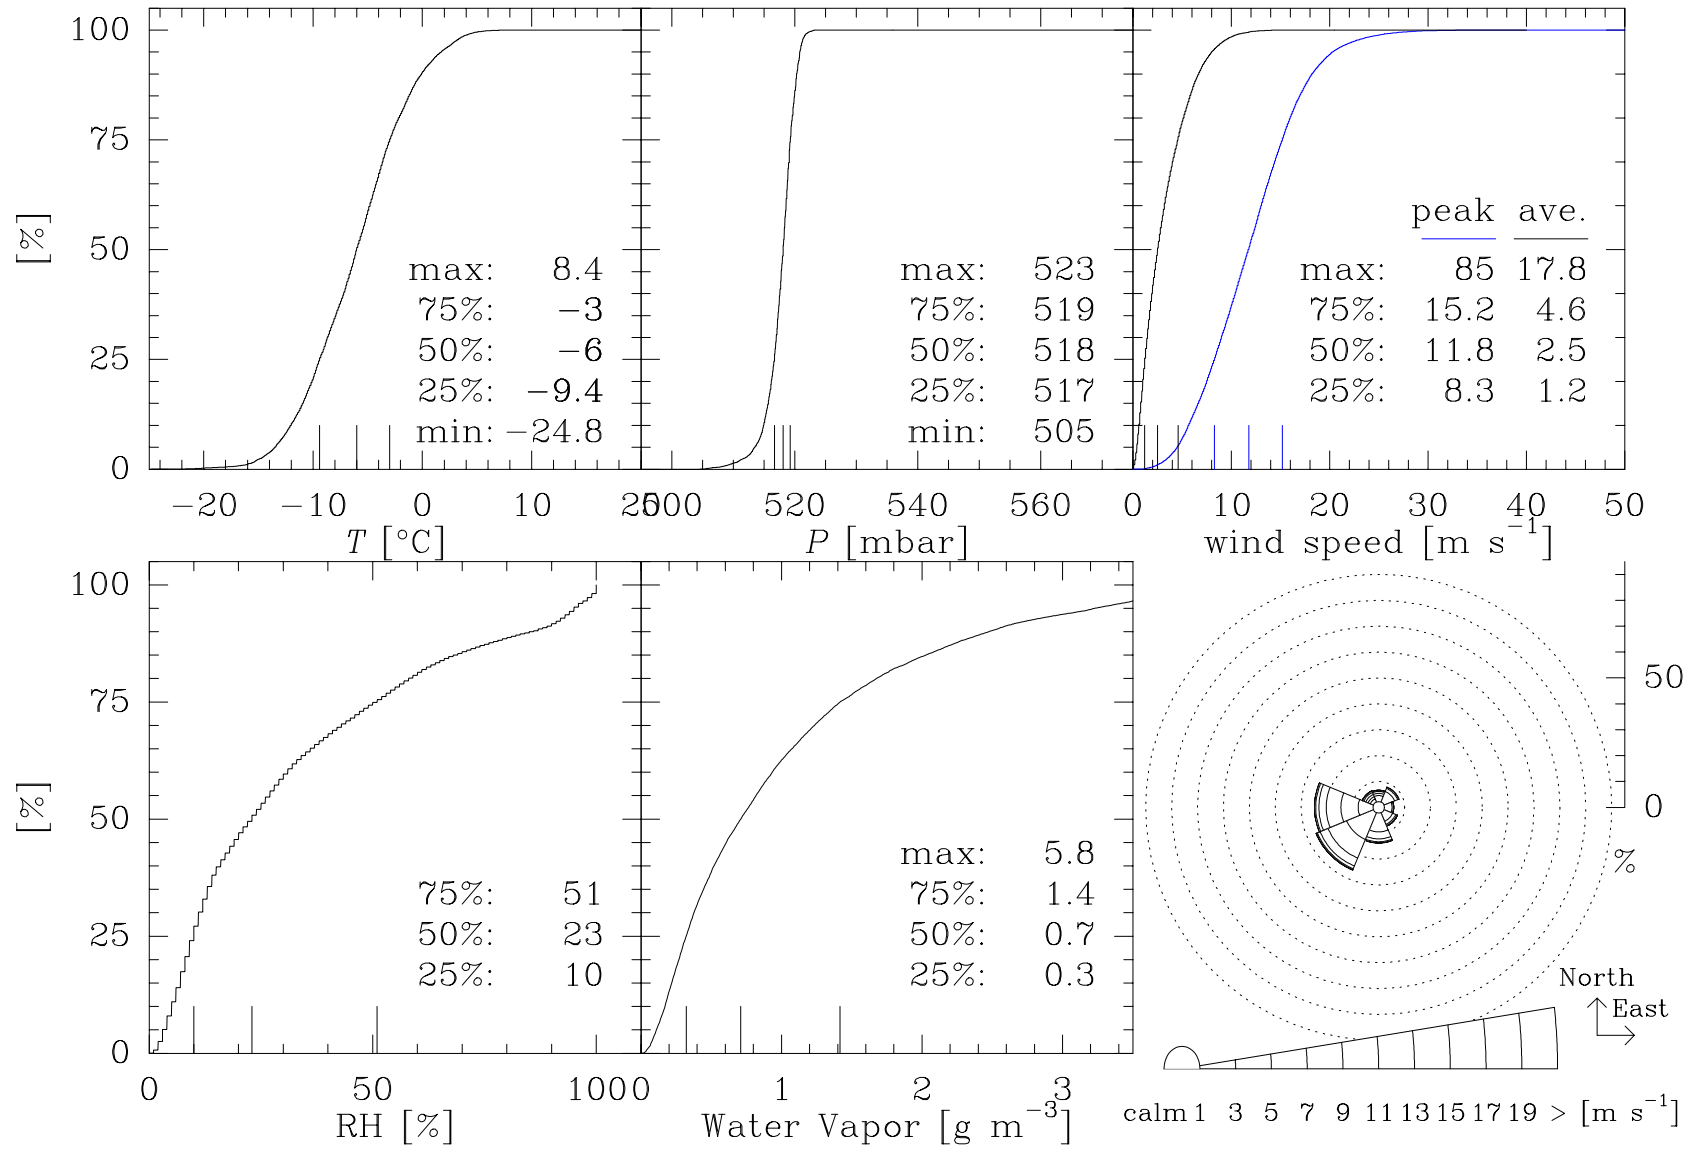 100
75
[%]
50
25
0
max: 8.4
75%: −3
50%: −6
25%: −9.4
min: −24.8
−20 −10 0 10 20
T [°C]
max: 523
75%: 519
50%: 518
25%: 517
min: 505
500 520 540 560
P [mbar]
peak ave.
max: 85 17.8
75%: 15.2 4.6
50%: 11.8 2.5
25%: 8.3 1.2
0 10 20 30 40 50
wind speed [m s−1]
100
75
[%]
50
25
0
75%: 51
50%: 23
25%: 10
0 50 100
RH [%]
max: 5.8
75%: 1.4
50%: 0.7
25%: 0.3
0 1 2 3
Water Vapor [g m−3]
50
0
%
North
East
calm 1 3 5 7 9 11 13 15 17 19 > [m s−1]